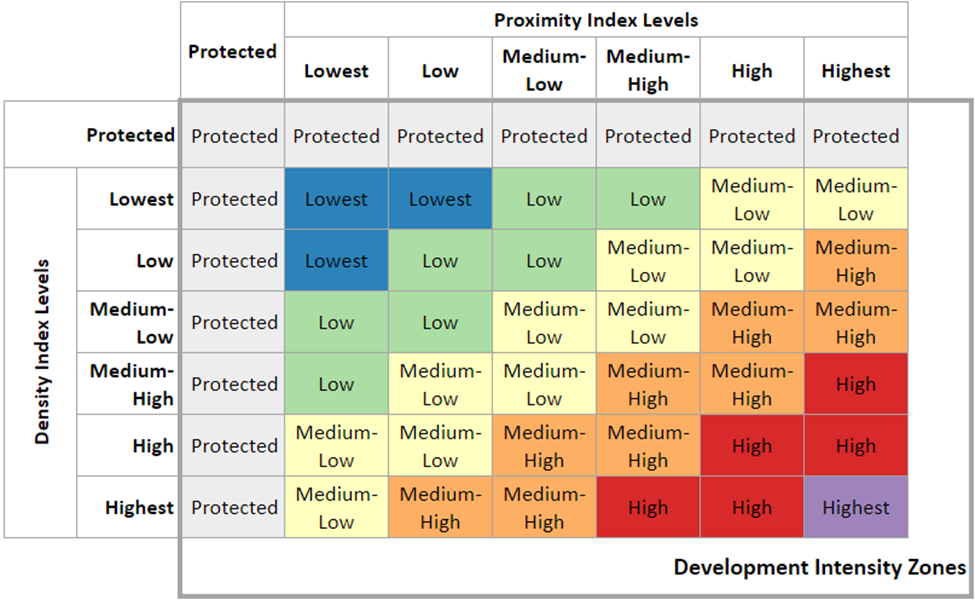 Proximity Index Levels
Protected
Lowest Low Medium- Medium- High Highest
Low High
Protected Protected Protected Protected Protected Protected Protected Protected
Lowest Protected Lowest Lowest Low Low Medium- Medium-
Low Low
Low Protected Lowest Low Low Medium- Medium- Medium-
Low Low High
Medium- Protected Low Low Medium- Medium- Medium- Medium-
Low Low Low High High
Medium- Protected Low Medium- Medium- Medium- Medium- High
High Low Low High High
High Protected Medium- Medium- Medium- Medium- High High
Low Low High High
Highest Protected Medium- Medium- Medium- High High Highest
Low High High
Density Index Levels
Development Intensity Zones